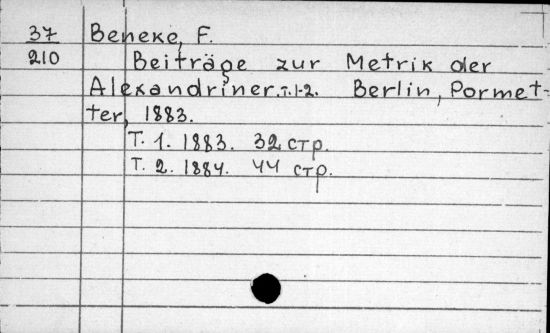 37 Beneke, F.
210 Beiträge zur Metrik der
Alexandriner. т. 1-2. Berlin, Pormet-
ter, 1883.
Т. 1. 1883. 32 стр.
Т. 2. 1884. 44 стр.